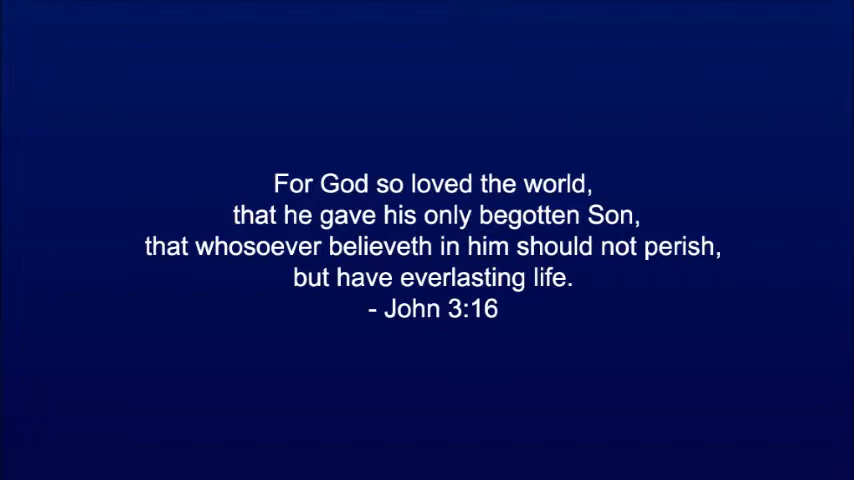 For God so loved the world,
that he gave his only begotten Son,
that whosoever believeth in him should not perish,
but have everlasting life.
- John 3:16